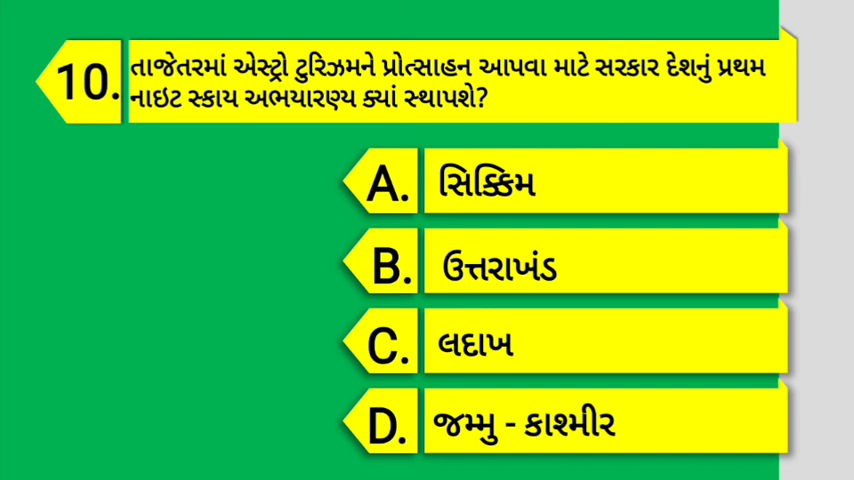 10. તાજેતરમાં એસ્ટ્રો ટુરિઝમને પ્રોત્સાહન આપવા માટે સરકાર દેશનું પ્રથમ
નાઇટ સ્કાય અભયારણ્ય ક્યાં સ્થાપશે?
A. સિક્કિમ
B. ઉત્તરાખંડ
C. લદાખ
D. જમ્મુ - કાશ્મીર